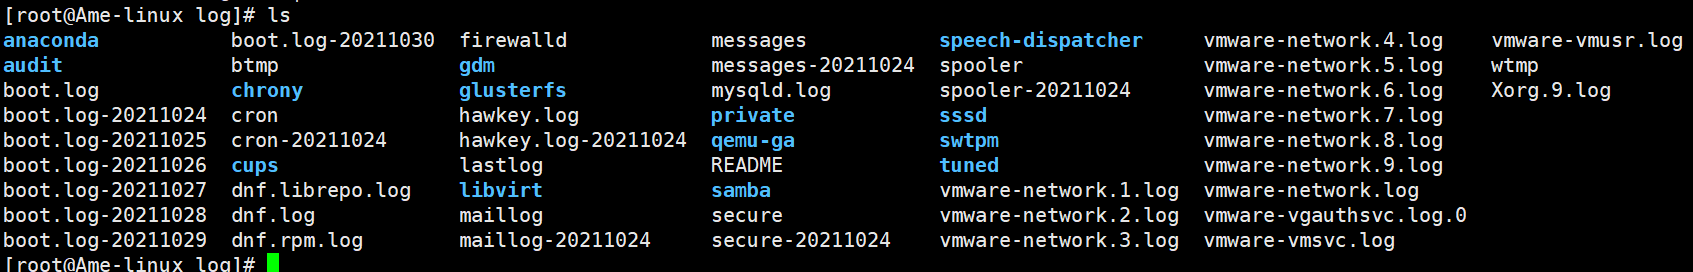 [root@Ame-linux log]# ls
anaconda boot.log-20211030 firewalld messages speech-dispatcher vmware-network.4.log vmware-vmusr.log
audit btmp gdm messages-20211024 spooler vmware-network.5.log wtmp
boot.log chrony glusterfs mysqld.log spooler-20211024 vmware-network.6.log Xorg.9.log
boot.log-20211024 cron hawkey.log private sssd vmware-network.7.log
boot.log-20211025 cron-20211024 hawkey.log-20211024 qemu-ga swtpm vmware-network.8.log
boot.log-20211026 cups lastlog README tuned vmware-network.9.log
boot.log-20211027 dnf.librepo.log libvirt samba vmware-network.1.log vmware-network.log
boot.log-20211028 dnf.log maillog secure vmware-network.2.log vmware-vgauthsvc.log.0
boot.log-20211029 dnf.rpm.log maillog-20211024 secure-20211024 vmware-network.3.log vmware-vmsvc.log
[root@Ame-linux log]#